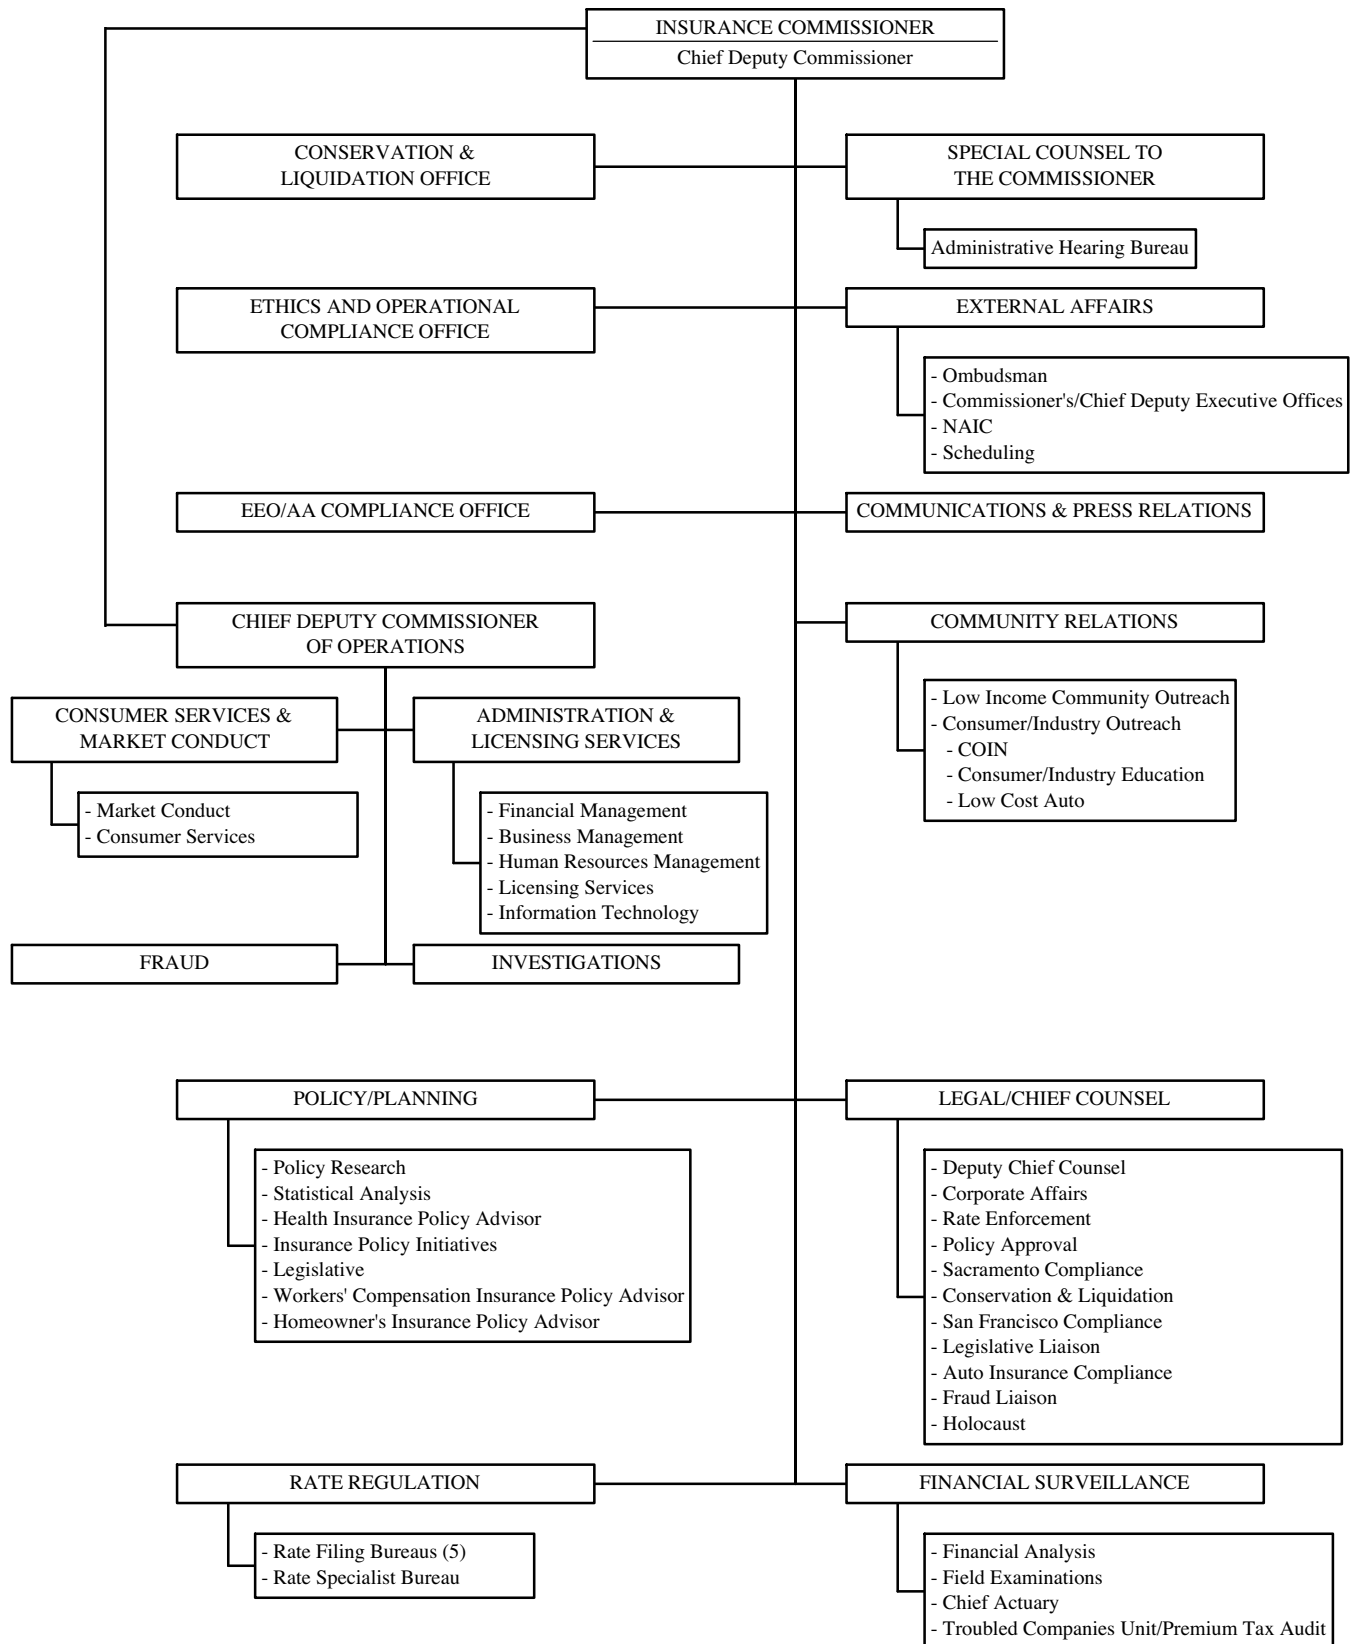 INSURANCE COMMISSIONER
Chief Deputy Commissioner
CONSERVATION &
LIQUIDATION OFFICE
SPECIAL COUNSEL TO
THE COMMISSIONER
Administrative Hearing Bureau
ETHICS AND OPERATIONAL
COMPLIANCE OFFICE
EXTERNAL AFFAIRS
- Ombudsman
- Commissioner's/Chief Deputy Executive Offices
- NAIC
- Scheduling
EEO/AA COMPLIANCE OFFICE
COMMUNICATIONS & PRESS RELATIONS
CHIEF DEPUTY COMMISSIONER
OF OPERATIONS
COMMUNITY RELATIONS
- Low Income Community Outreach
- Consumer/Industry Outreach
- COIN
- Consumer/Industry Education
- Low Cost Auto
CONSUMER SERVICES &
MARKET CONDUCT
- Market Conduct
- Consumer Services
ADMINISTRATION &
LICENSING SERVICES
- Financial Management
- Business Management
- Human Resources Management
- Licensing Services
- Information Technology
FRAUD
INVESTIGATIONS
POLICY/PLANNING
- Policy Research
- Statistical Analysis
- Health Insurance Policy Advisor
- Insurance Policy Initiatives
- Legislative
- Workers' Compensation Insurance Policy Advisor
- Homeowner's Insurance Policy Advisor
LEGAL/CHIEF COUNSEL
- Deputy Chief Counsel
- Corporate Affairs
- Rate Enforcement
- Policy Approval
- Sacramento Compliance
- Conservation & Liquidation
- San Francisco Compliance
- Legislative Liaison
- Auto Insurance Compliance
- Fraud Liaison
- Holocaust
RATE REGULATION
- Rate Filing Bureaus (5)
- Rate Specialist Bureau
FINANCIAL SURVEILLANCE
- Financial Analysis
- Field Examinations
- Chief Actuary
- Troubled Companies Unit/Premium Tax Audit